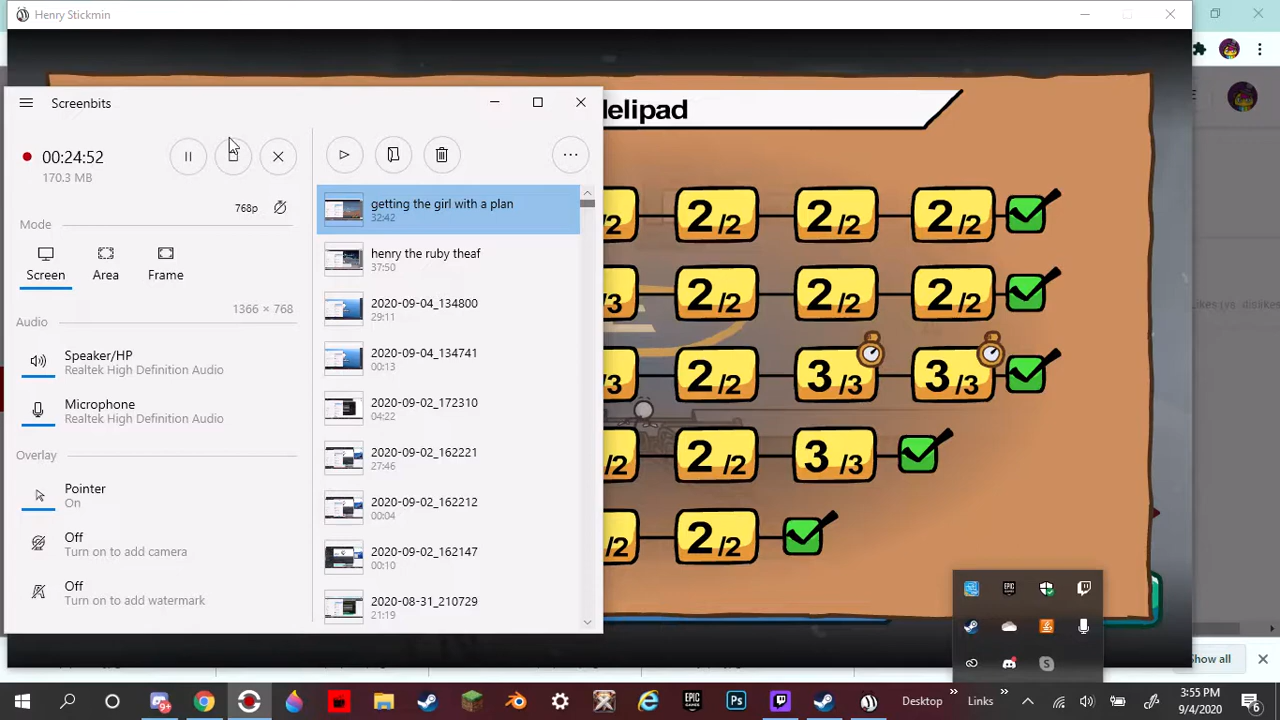 Henry Stickmin
Screenbits
00:24:52
170.3 MB
768p
Mode
Screen
Area
Frame
1366 × 768
Audio
Speaker/HP
Realtek High Definition Audio
Microphone
Realtek High Definition Audio
Overlay
Pointer
On
Off
Turn on to add camera
Off
Turn on to add watermark
getting the girl with a plan
32:42
henry the ruby theaf
37:50
2020-09-04_134800
29:11
2020-09-04_134741
00:13
2020-09-02_172310
04:22
2020-09-02_162221
27:46
2020-09-02_162212
00:04
2020-09-02_162147
00:10
2020-08-31_210729
21:19
elipad
/2 2/2 2/2 2/2
/3 2/2 2/2 2/2
/3 2/2 3/3 3/3
/2 2/2 3/3
/2 2/2
Show all
Desktop
Links
3:55 PM
9/4/2020
6